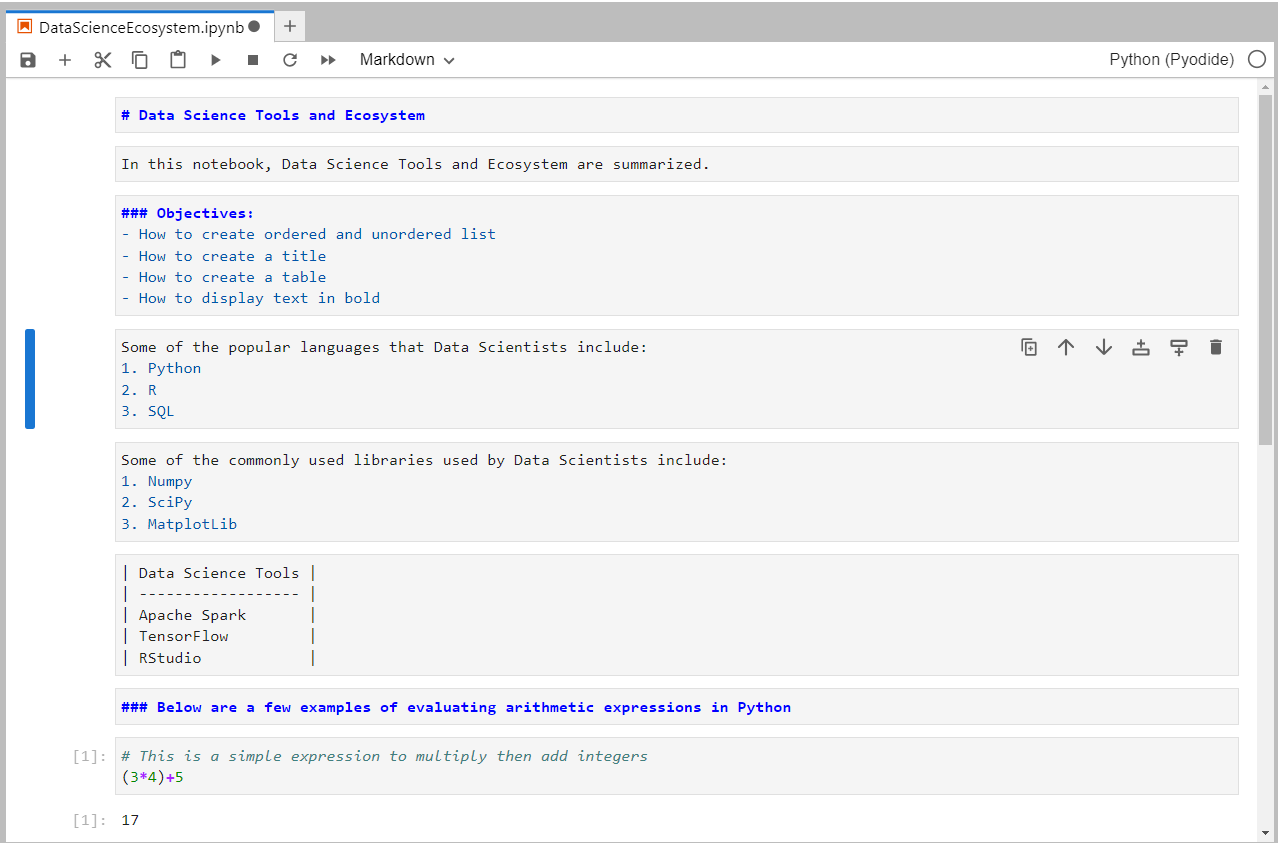 DataScienceEcosystem.ipynb
Markdown
Python (Pyodide)
# Data Science Tools and Ecosystem
In this notebook, Data Science Tools and Ecosystem are summarized.
### Objectives:
- How to create ordered and unordered list
- How to create a title
- How to create a table
- How to display text in bold
Some of the popular languages that Data Scientists include:
1. Python
2. R
3. SQL
Some of the commonly used libraries used by Data Scientists include:
1. Numpy
2. SciPy
3. MatplotLib
| Data Science Tools |
| ------------------ |
| Apache Spark       |
| TensorFlow         |
| RStudio            |
### Below are a few examples of evaluating arithmetic expressions in Python
[1]: # This is a simple expression to multiply then add integers
(3*4)+5
[1]: 17